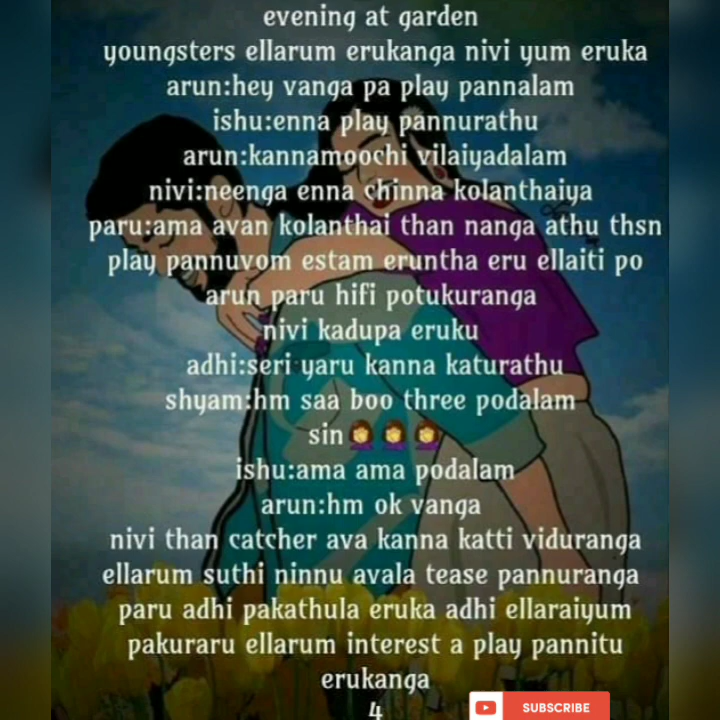 evening at garden
youngsters ellarum erukanga nivi yum eruka
arun:hey vanga pa play pannalam
ishu:enna play pannurathu
arun:kannamoochi vilaiyadalam
nivi:neenga enna chinna kolanthaiya
paru:ama avan kolanthai than nanga athu thsn
play pannuvom estam eruntha eru ellaiti po
arun paru hifi potukuranga
nivi kadupa eruku
adhi:seri yaru kanna katurathu
shyam:hm saa boo three podalam
sin🤦‍♀️🤦‍♀️🤦‍♀️
ishu:ama ama podalam
arun:hm ok vanga
nivi than catcher ava kanna katti viduranga
ellarum suthi ninnu avala tease pannuranga
paru adhi pakathula eruka adhi ellaraiyum
pakuraru ellarum interest a play pannitu
erukanga
4
SUBSCRIBE